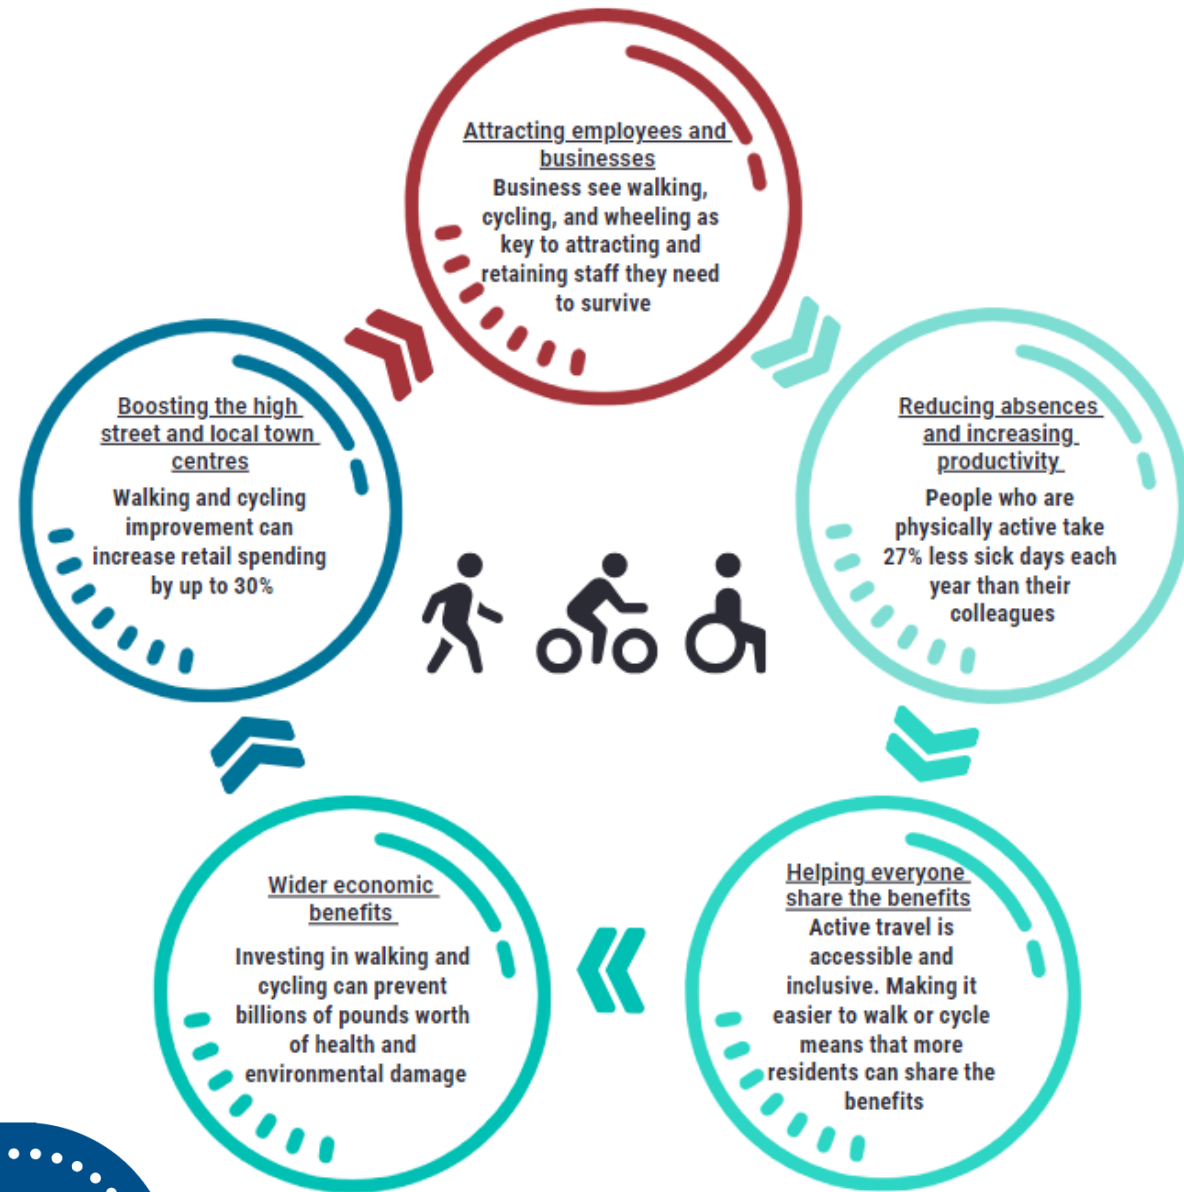 Attracting employees and
businesses
Business see walking,
cycling, and wheeling as
key to attracting and
retaining staff they need
to survive
Reducing absences
and increasing
productivity
People who are
physically active take
27% less sick days each
year than their
colleagues
Helping everyone
share the benefits
Active travel is
accessible and
inclusive. Making it
easier to walk or cycle
means that more
residents can share the
benefits
Wider economic
benefits
Investing in walking and
cycling can prevent
billions of pounds worth
of health and
environmental damage
Boosting the high
street and local town
centres
Walking and cycling
improvement can
increase retail spending
by up to 30%